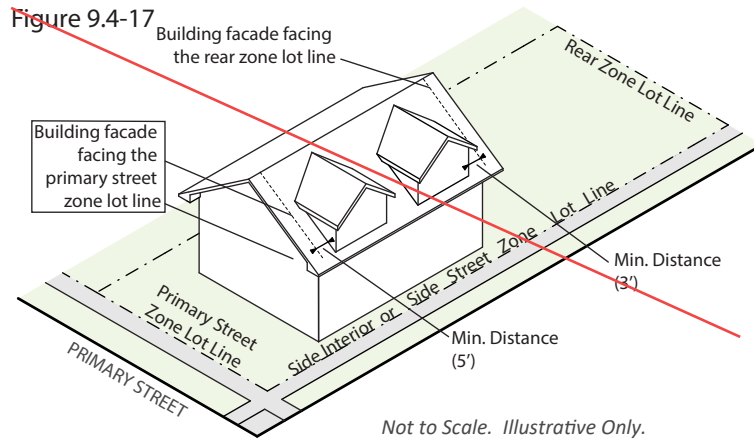 Figure 9.4-17
Building facade facing
the rear zone lot line
Rear Zone Lot Line
Building facade
facing the
primary street
zone lot line
Min. Distance
(3')
Side Interior or Side Street Zone Lot Line
Primary Street
Zone Lot Line
Min. Distance
(5')
PRIMARY STREET
Not to Scale. Illustrative Only.